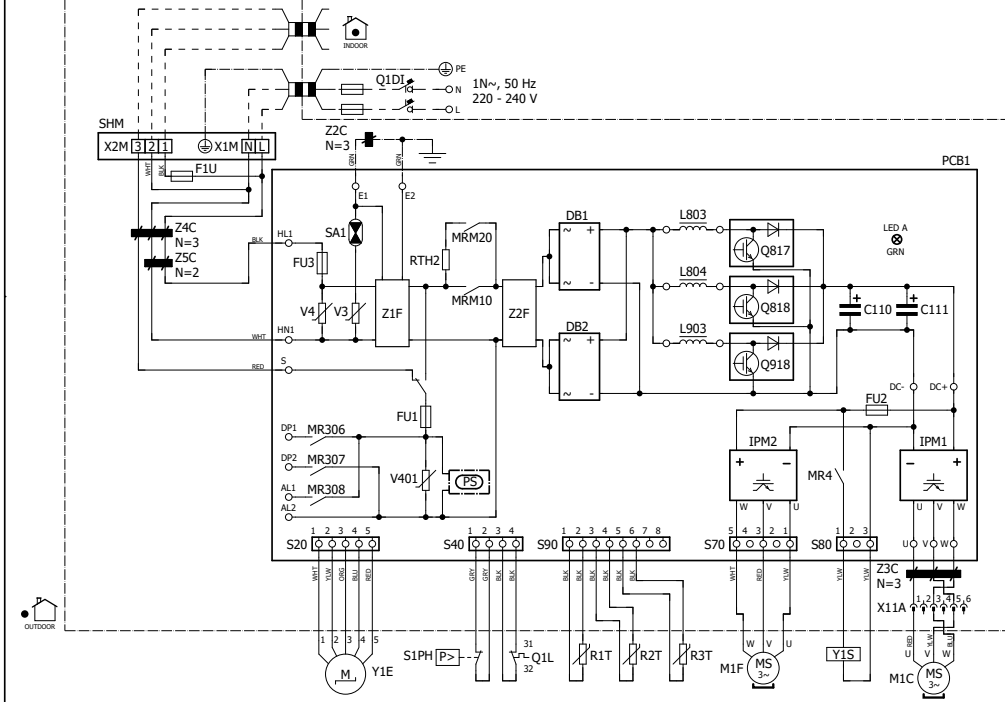 INDOOR
PE
Q1DI
N
1N~, 50 Hz
L
220 - 240 V
SHM
X2M 3 2 1 X1M N L
Z2C
N=3
WHT
BLK
F1U
GRN
GRN
PCB1
E1
E2
Z4C
N=3
Z5C
N=2
BLK
HL1
SA1
MRM20
DB1
~ +
~ -
L803
Q817
LED A
GRN
FU3
RTH2
MRM10
L804
Q818
+
C110
+
C111
V4
V3
Z1F
Z2F
DB2
~ +
~ -
L903
Q918
WHT
HN1
RED
S
DC-
DC+
FU1
FU2
DP1
MR306
IPM2
IPM1
DP2
MR307
V401
PS
+ -
MR4
- +
AL1
MR308
AL2
W V U
U V W
1 2 3 4 5
1 2 3 4
1 2 3 4 5 6 7 8
5 4 3 2 1
1 2 3
S20
S40
S90
S70
S80
U V W
WHT
YLW
ORG
BLU
RED
GRY
GRY
BLK
BLK
BLK
BLK
BLK
BLK
BLK
BLK
WHT
RED
YLW
YLW
YLW
Z3C
N=3
X11A
1 2 3 4 5 6
OUTDOOR
RED
YLW
BLU
1 2 3 4 5
M
Y1E
S1PH
P>
31
Q1L
32
R1T
R2T
R3T
W V U
M1F
MS
3~
Y1S
U V W
M1C
MS
3~